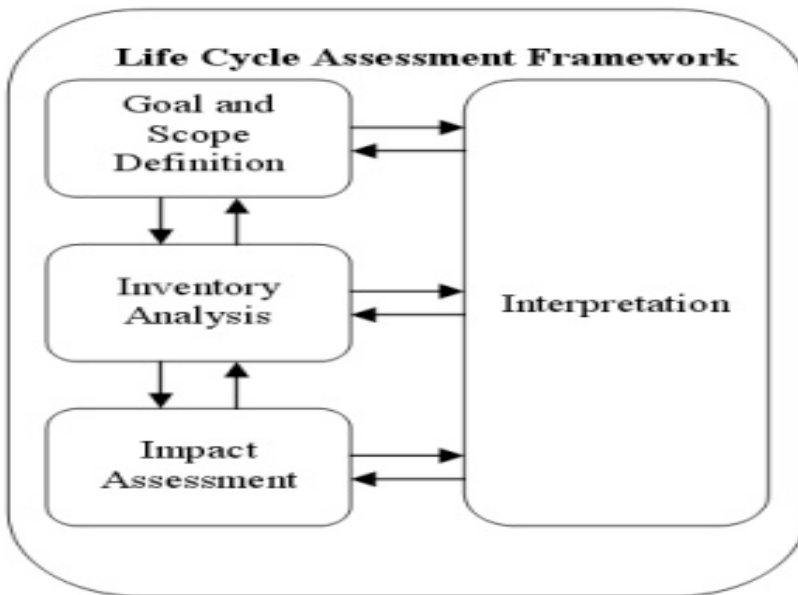 Life Cycle Assessment Framework
Goal and
Scope
Definition
Inventory
Analysis
Impact
Assessment
Interpretation